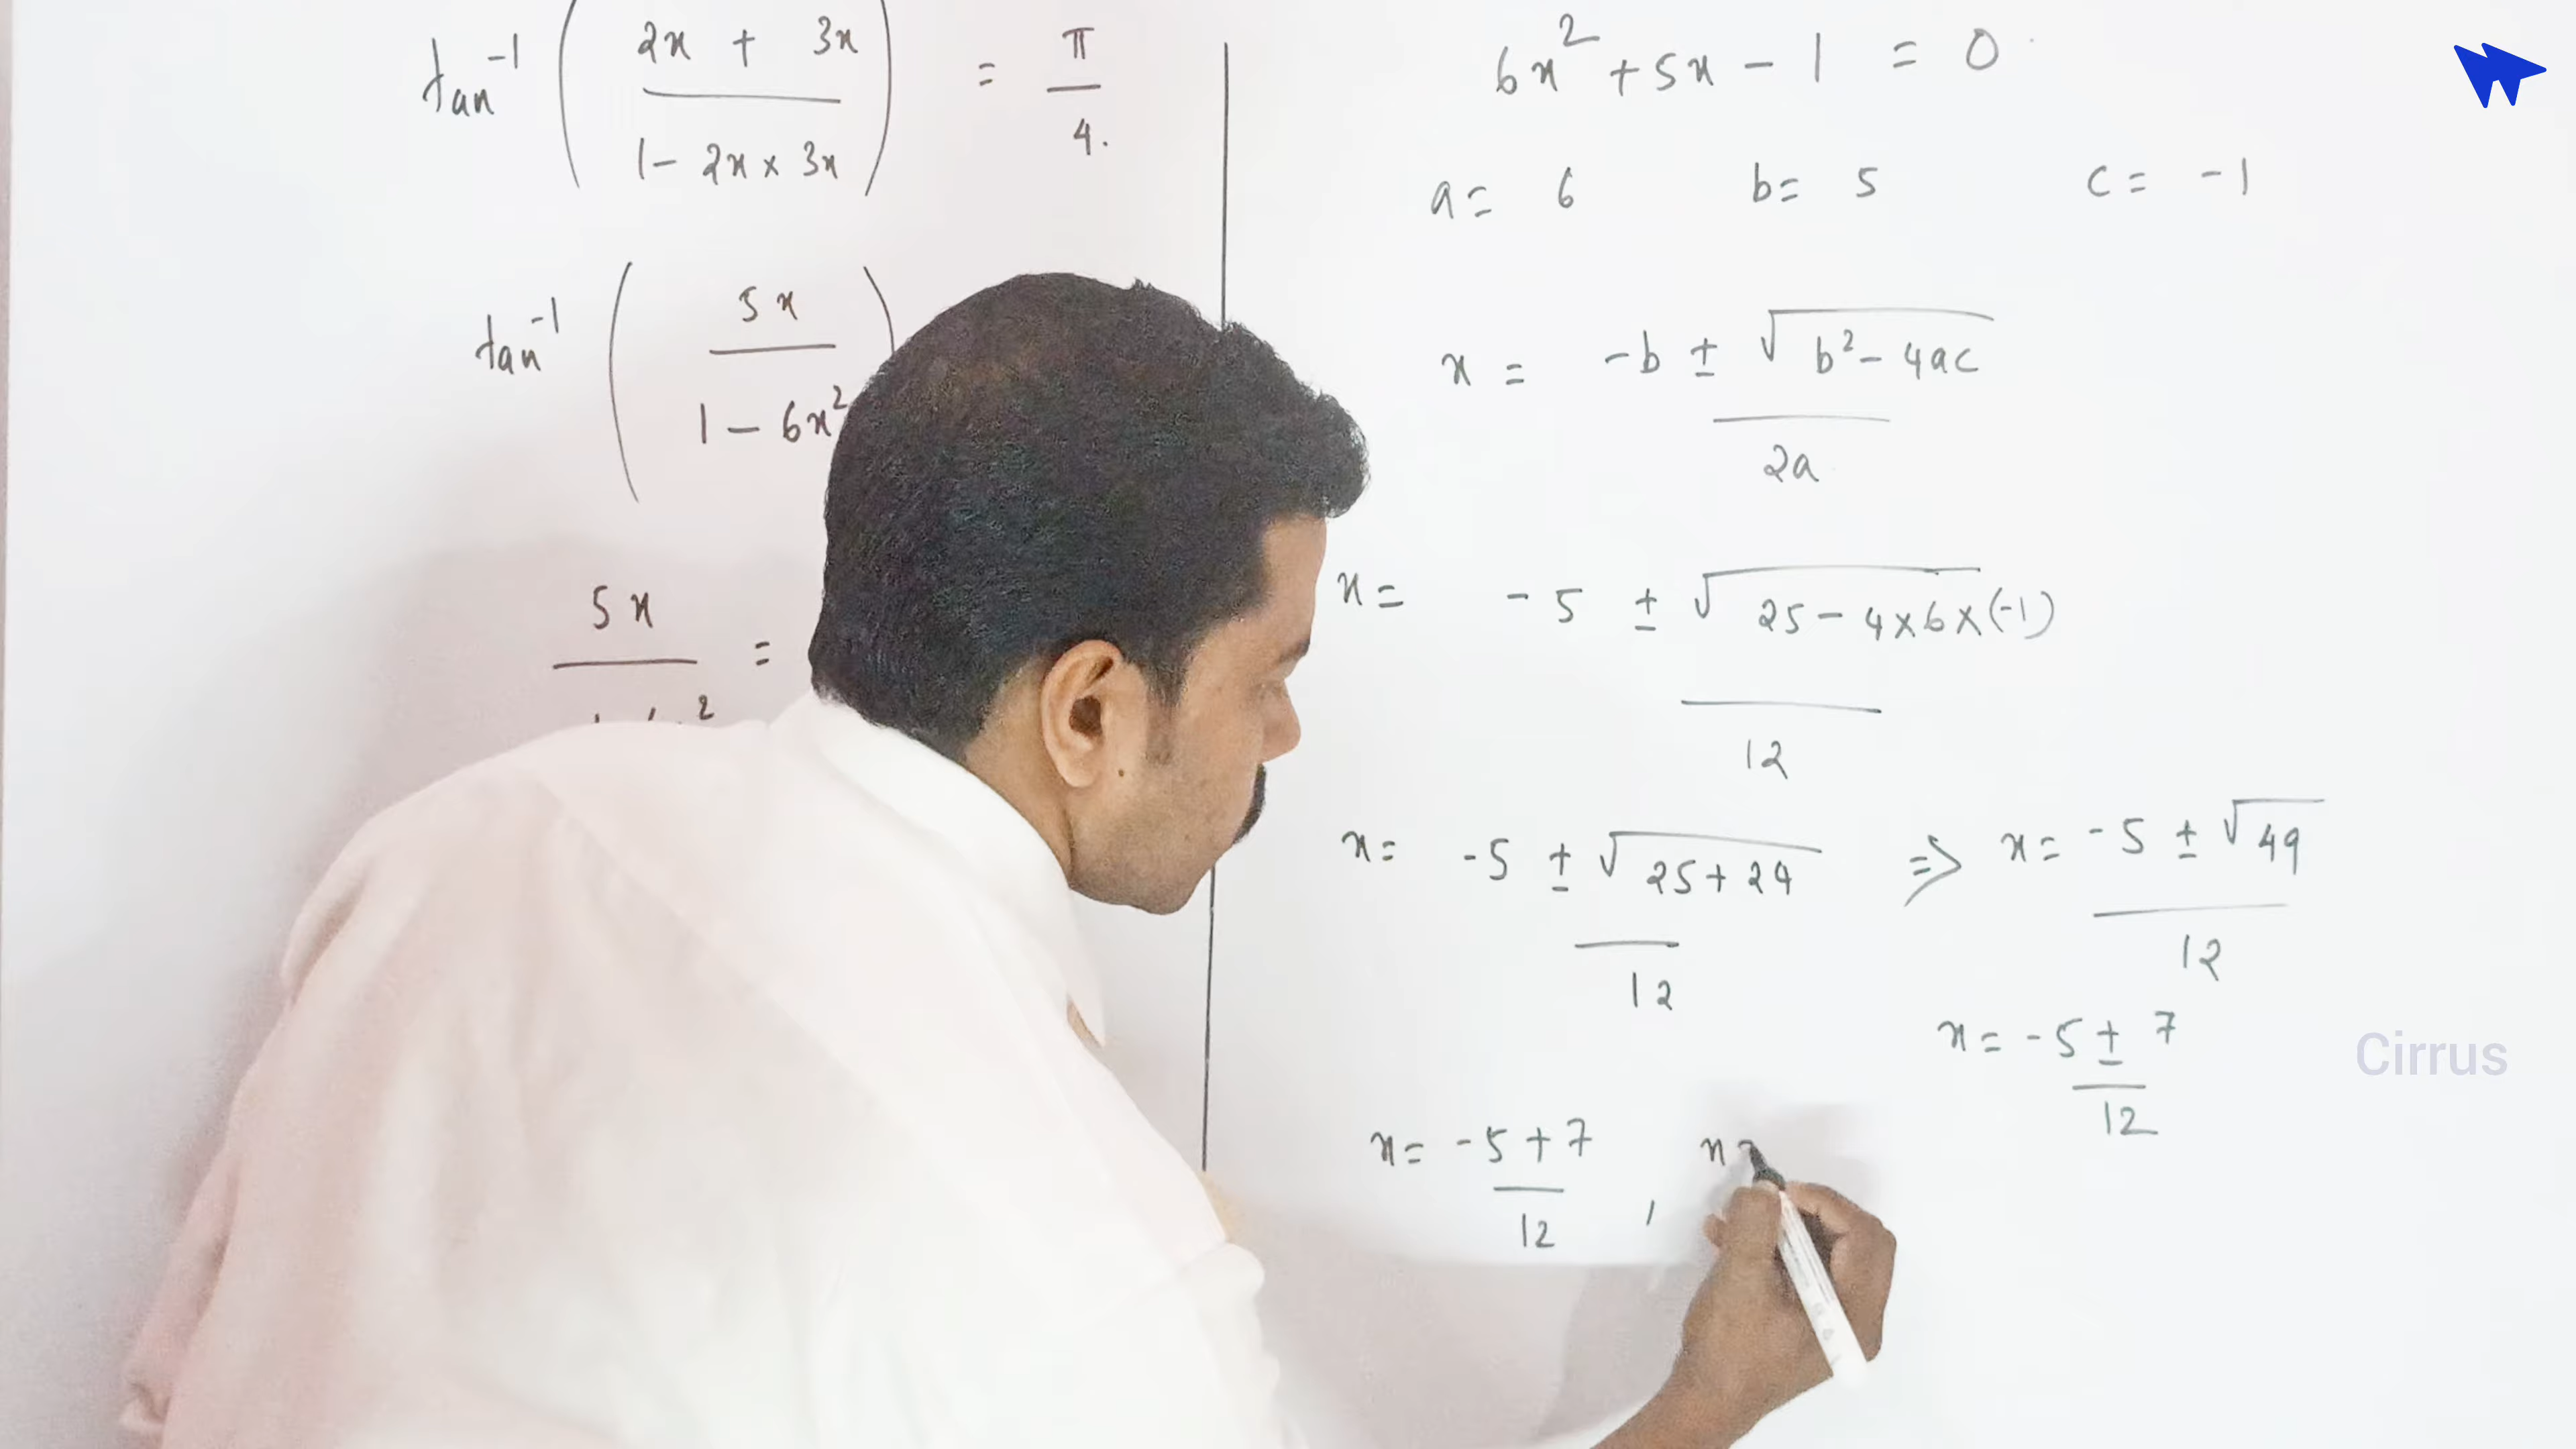 tan⁻¹ ( 2x + 3x / 1 - 2x × 3x ) = π / 4.
tan⁻¹ ( 5x / 1 - 6x² )
5x / =
2
6x² + 5x - 1 = 0
a = 6 b = 5 c = -1
x = -b ± √ b² - 4ac / 2a
x = -5 ± √ 25 - 4×6×(-1) / 12
x = -5 ± √ 25 + 24 / 12 ⇒ x = -5 ± √ 49 / 12
x = -5 ± 7 / 12
x = -5 + 7 / 12 , x
Cirrus